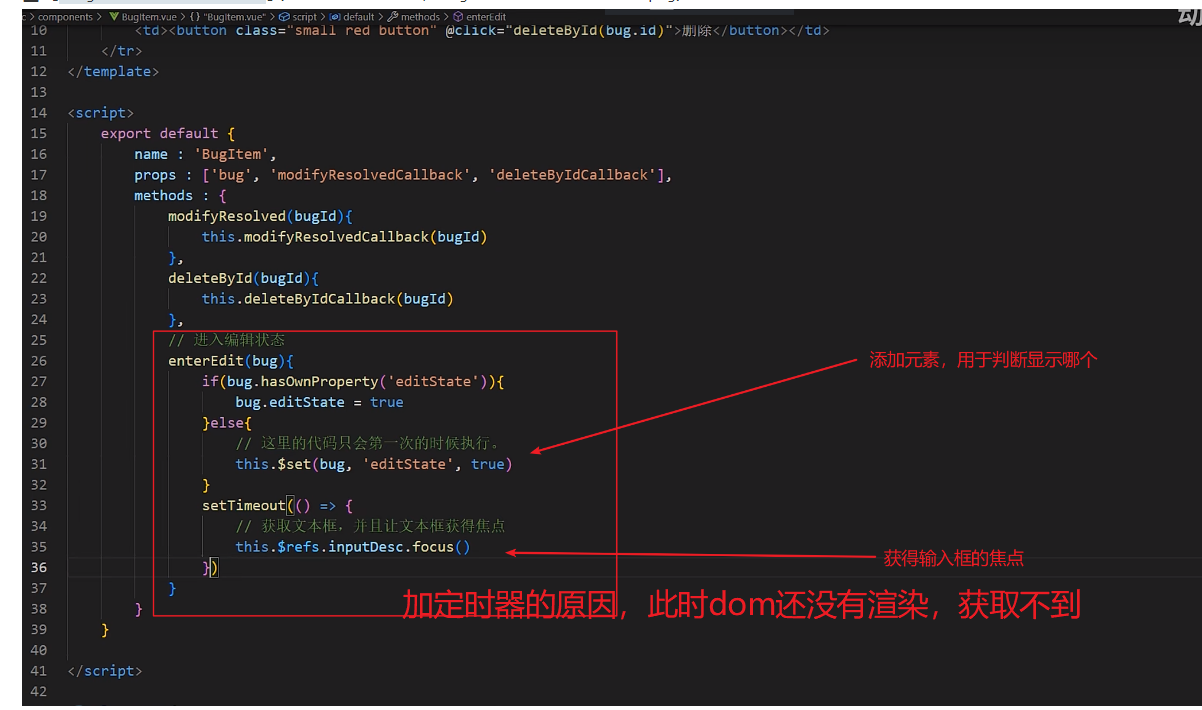 > components > BugItem.vue > {} "BugItem.vue" > script > default > methods > enterEdit
动
10 <td><button class="small red button" @click="deleteById(bug.id)">删除</button></td>
11 </tr>
12 </template>
13
14 <script>
15 export default {
16 name : 'BugItem',
17 props : ['bug', 'modifyResolvedCallback', 'deleteByIdCallback'],
18 methods : {
19 modifyResolved(bugId){
20 this.modifyResolvedCallback(bugId)
21 },
22 deleteById(bugId){
23 this.deleteByIdCallback(bugId)
24 },
25 // 进入编辑状态
26 enterEdit(bug){
添加元素，用于判断显示哪个
27 if(bug.hasOwnProperty('editState')){
28 bug.editState = true
29 }else{
30 // 这里的代码只会第一次的时候执行。
31 this.$set(bug, 'editState', true)
32 }
33 setTimeout(() => {
34 // 获取文本框，并且让文本框获得焦点
35 this.$refs.inputDesc.focus()
获得输入框的焦点
36 })
37 }
加定时器的原因，此时dom还没有渲染，获取不到
38 }
39 }
40
41 </script>
42